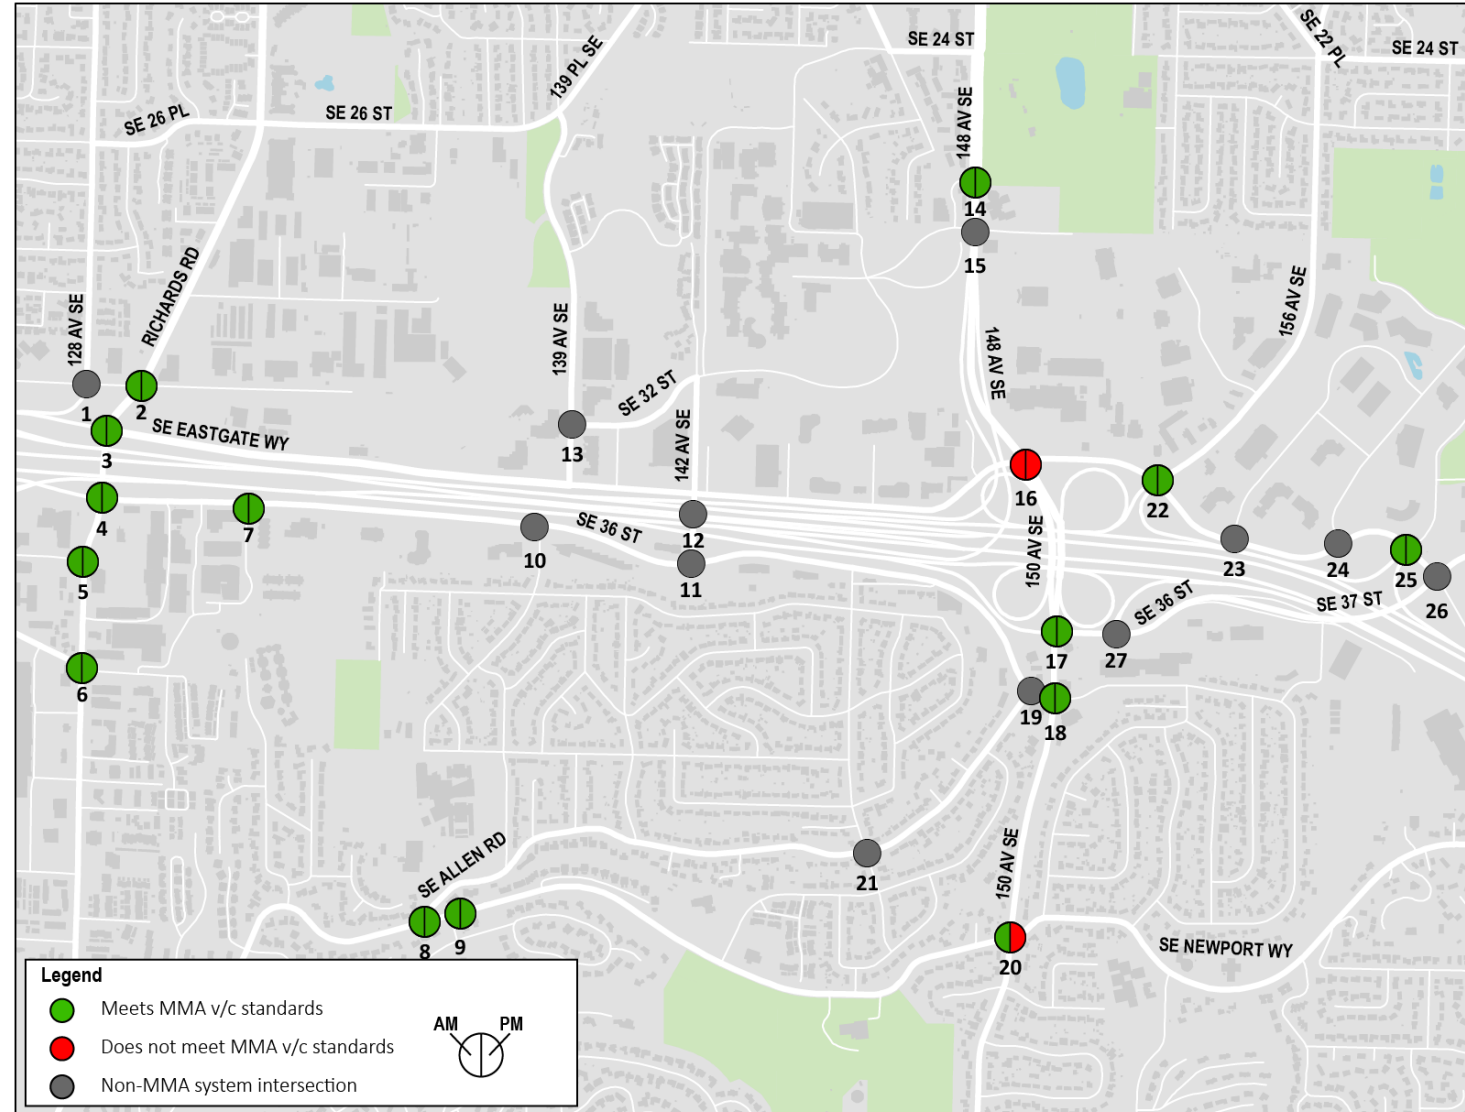 SE 24 ST
SE 22 PL
SE 24 ST
139 PL SE
SE 26 PL
SE 26 ST
148 AV SE
14
15
RICHARDS RD
128 AV SE
139 AV SE
148 AV SE
156 AV SE
1
2
SE EASTGATE WY
3
SE 32 ST
13
142 AV SE
16
22
4
7
10
SE 36 ST
12
11
150 AV SE
23
24
25
26
5
SE 36 ST
SE 37 ST
17
27
6
19
18
SE ALLEN RD
21
150 AV SE
8
9
20
SE NEWPORT WY
Legend
Meets MMA v/c standards
Does not meet MMA v/c standards
Non-MMA system intersection
AM
PM